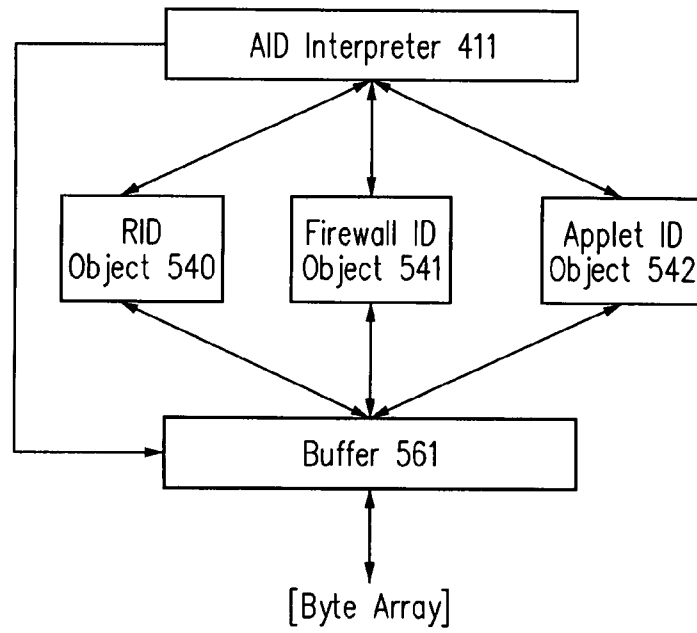 AID Interpreter 411
RID
Object 540
Firewall ID
Object 541
Applet ID
Object 542
Buffer 561
[Byte Array]